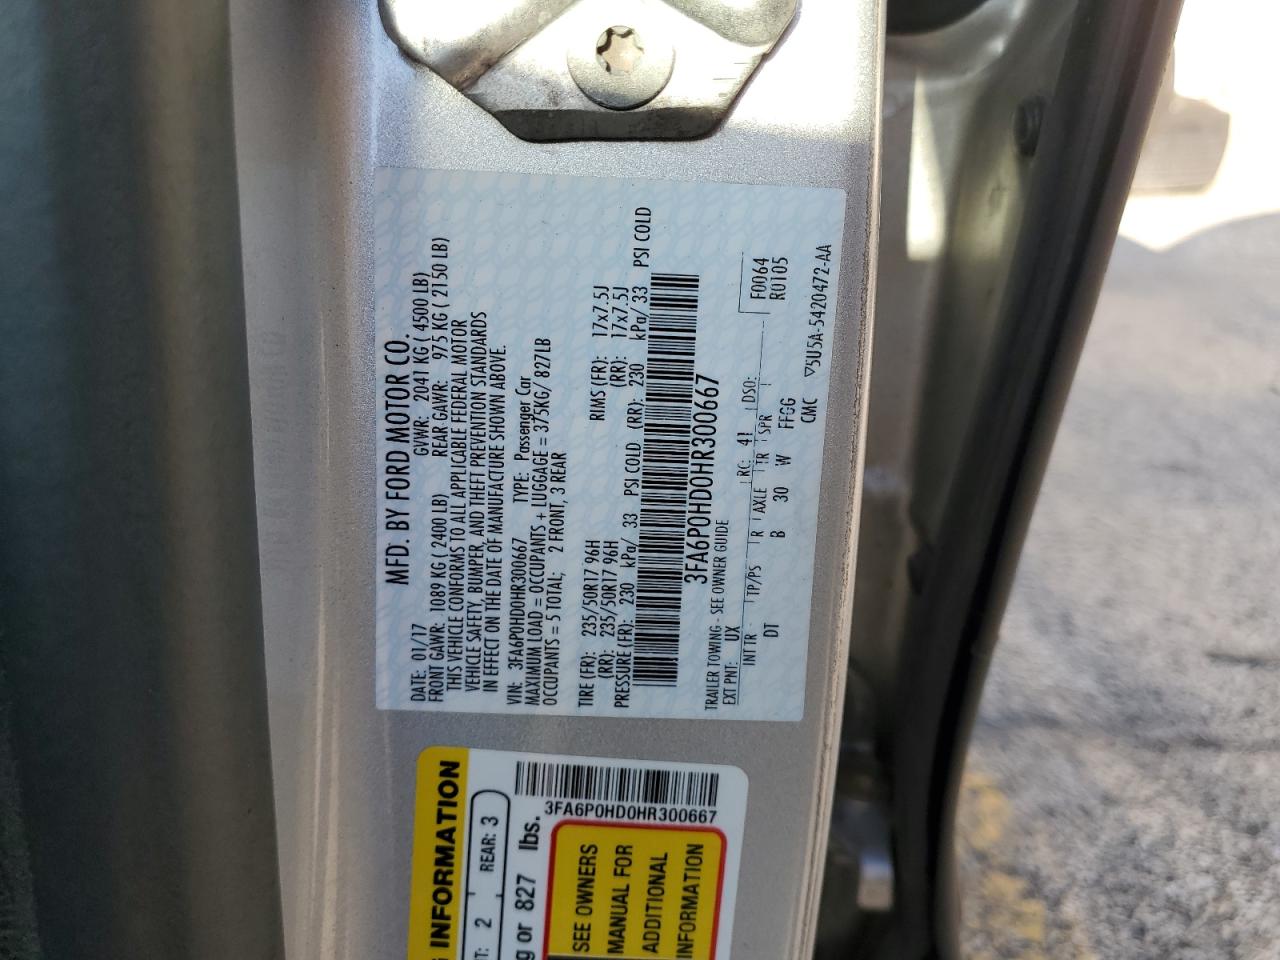 MFD. BY FORD MOTOR CO.
DATE: 01/17 GVWR: 2041 KG ( 4500 LB)
FRONT GAWR: 1089 KG ( 2400 LB) REAR GAWR: 975 KG ( 2150 LB)
THIS VEHICLE CONFORMS TO ALL APPLICABLE FEDERAL MOTOR
VEHICLE SAFETY, BUMPER, AND THEFT PREVENTION STANDARDS
IN EFFECT ON THE DATE OF MANUFACTURE SHOWN ABOVE.
VIN: 3FA6P0HD0HR300667 TYPE: Passenger Car
MAXIMUM LOAD = OCCUPANTS + LUGGAGE = 375KG/ 827LB
OCCUPANTS = 5 TOTAL; 2 FRONT, 3 REAR
TIRE (FR): 235/50R17 96H RIMS (FR): 17x7.5J
(RR): 235/50R17 96H (RR): 17x7.5J
PRESSURE (FR): 230 kPa/ 33 PSI COLD (RR): 230 kPa/ 33 PSI COLD
3FA6P0HD0HR300667
TRAILER TOWING - SEE OWNER GUIDE
F0064
EXT PNT: UX RC: 41 DSO: R0105
INT TR TP/PS R AXLE TR SPR
DT B 30 W FFGG
CMC ▽5U5A-5420472-AA
INFORMATION
T: 2 REAR: 3
g or 827 lbs.
3FA6P0HD0HR300667
SEE OWNERS
MANUAL FOR
ADDITIONAL
INFORMATION